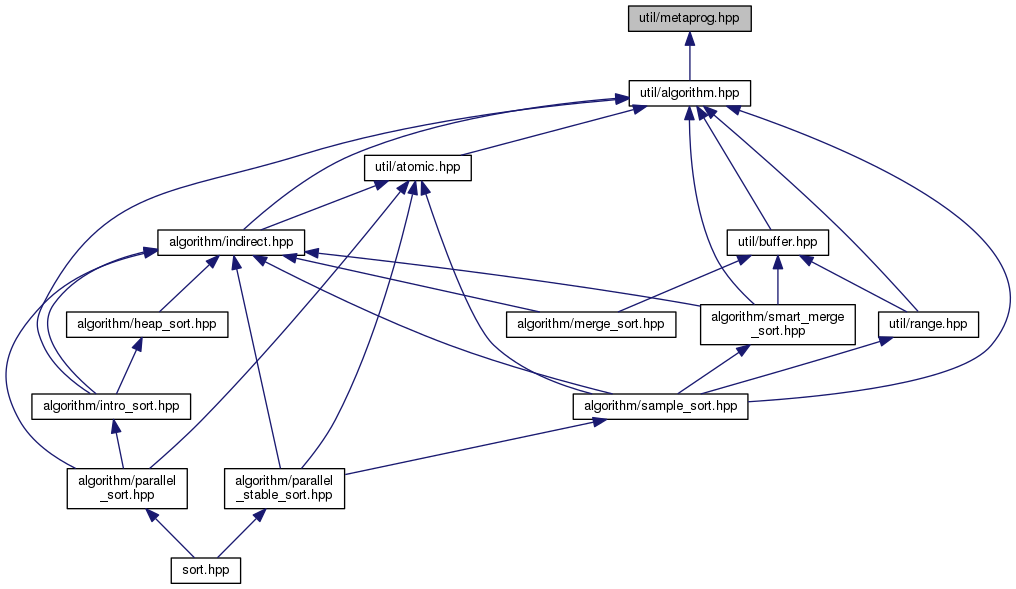 util/metaprog.hpp
util/algorithm.hpp
util/atomic.hpp
algorithm/indirect.hpp
util/buffer.hpp
algorithm/heap_sort.hpp
algorithm/merge_sort.hpp
algorithm/smart_merge
_sort.hpp
util/range.hpp
algorithm/intro_sort.hpp
algorithm/sample_sort.hpp
algorithm/parallel
_sort.hpp
algorithm/parallel
_stable_sort.hpp
sort.hpp